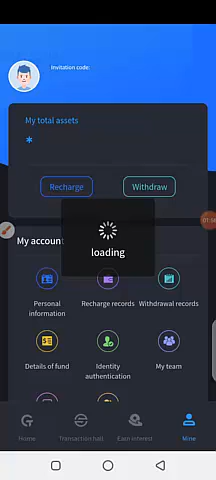 Invitation code:
My total assets
*
Recharge
Withdraw
loading
My account
Personal information
Recharge records
Withdrawal records
Details of fund
Identity authentication
My team
Home
Transaction hall
Earn interest
Mine